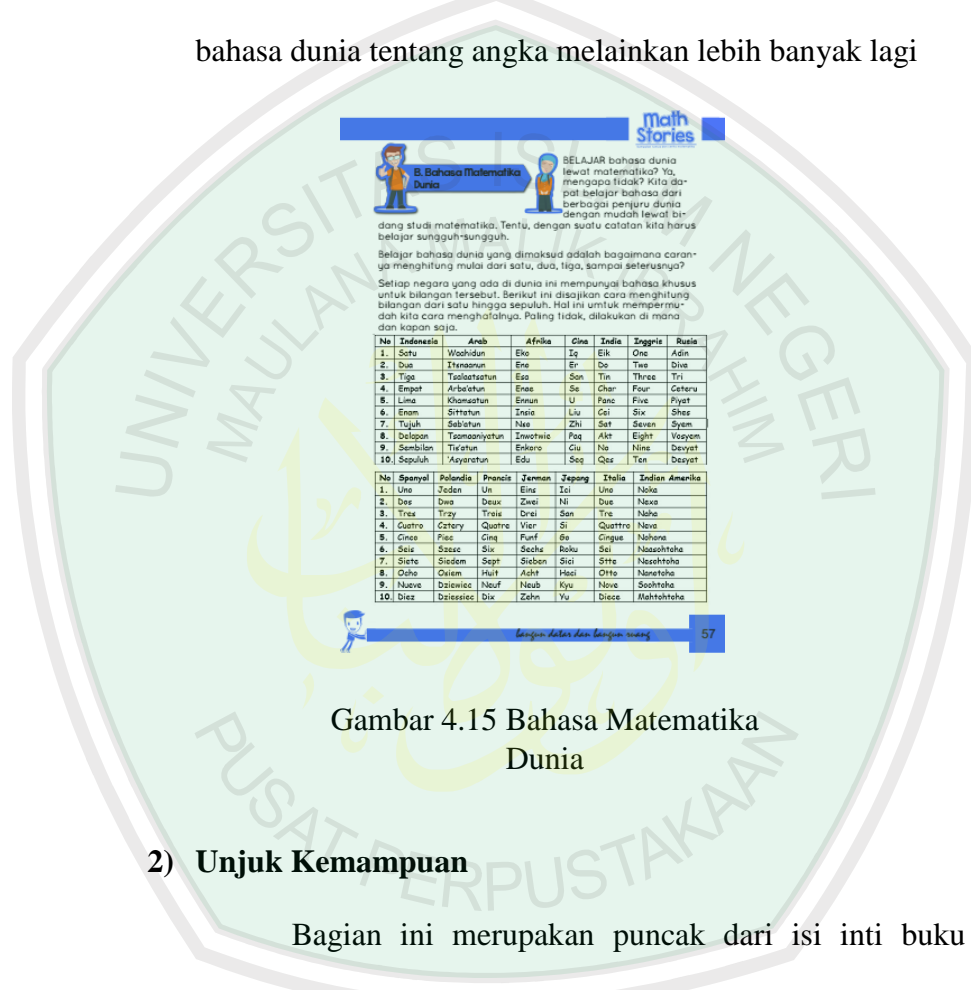 bahasa dunia tentang angka melainkan lebih banyak lagi
Math
Stories
B. Bahasa Matematika
Dunia
BELAJAR bahasa dunia
lewat matematika? Ya,
mengapa tidak? Kita da-
pat belajar bahasa dari
berbagai penjuru dunia
dengan mudah lewat bi-
dang studi matematika. Tentu, dengan suatu catatan kita harus
belajar sungguh-sungguh.
Belajar bahasa dunia yang dimaksud adalah bagaimana caran-
ya menghitung mulai dari satu, dua, tiga, sampai seterusnya?
Setiap negara yang ada di dunia ini mempunyai bahasa khusus
untuk bilangan tersebut. Berikut ini disajikan cara menghitung
bilangan dari satu hingga sepuluh. Hal ini umtuk mempermu-
dah kita cara menghafalnya. Paling tidak, dilakukan di mana
dan kapan saja.
No Indonesia Arab Afrika Cina India Inggris Rusia
1. Satu Waahidun Eko Iq Eik One Adin
2. Dua Itsnaanun Ene Er Do Two Diva
3. Tiga Tsalaatsatun Esa San Tin Three Tri
4. Empat Arba'atun Enae Se Char Four Ceteru
5. Lima Khamsatun Ennun U Panc Five Piyat
6. Enam Sittatun Insia Liu Cei Six Shes
7. Tujuh Sab'atun Nso Zhi Sat Seven Syem
8. Delapan Tsamaaniyatun Inwotwie Paq Akt Eight Vosyem
9. Sembilan Tis'atun Enkoro Ciu No Nine Devyat
10. Sepuluh 'Asyaratun Edu Seq Qes Ten Desyat
No Spanyol Polandia Prancis Jerman Jepang Italia Indian Amerika
1. Uno Jeden Un Eins Ici Uno Noka
2. Dos Dwa Deux Zwei Ni Due Nexa
3. Tres Trzy Trois Drei San Tre Naha
4. Cuatro Cztery Quatre Vier Si Quattro Neva
5. Cinco Piec Cinq Funf Go Cingue Nohona
6. Seis Szesc Six Sechs Roku Sei Naasohtoha
7. Siete Siedem Sept Sieben Sici Stte Nesohtoha
8. Ocho Osiem Huit Acht Haci Otto Nanotoha
9. Nueve Dziewiec Neuf Neub Kyu Nove Soohtoha
10. Diez Dziessiec Dix Zehn Yu Diece Mahtohtoha
bangun datar dan bangun ruang
57
Gambar 4.15 Bahasa Matematika
Dunia
2) Unjuk Kemampuan
Bagian ini merupakan puncak dari isi inti buku